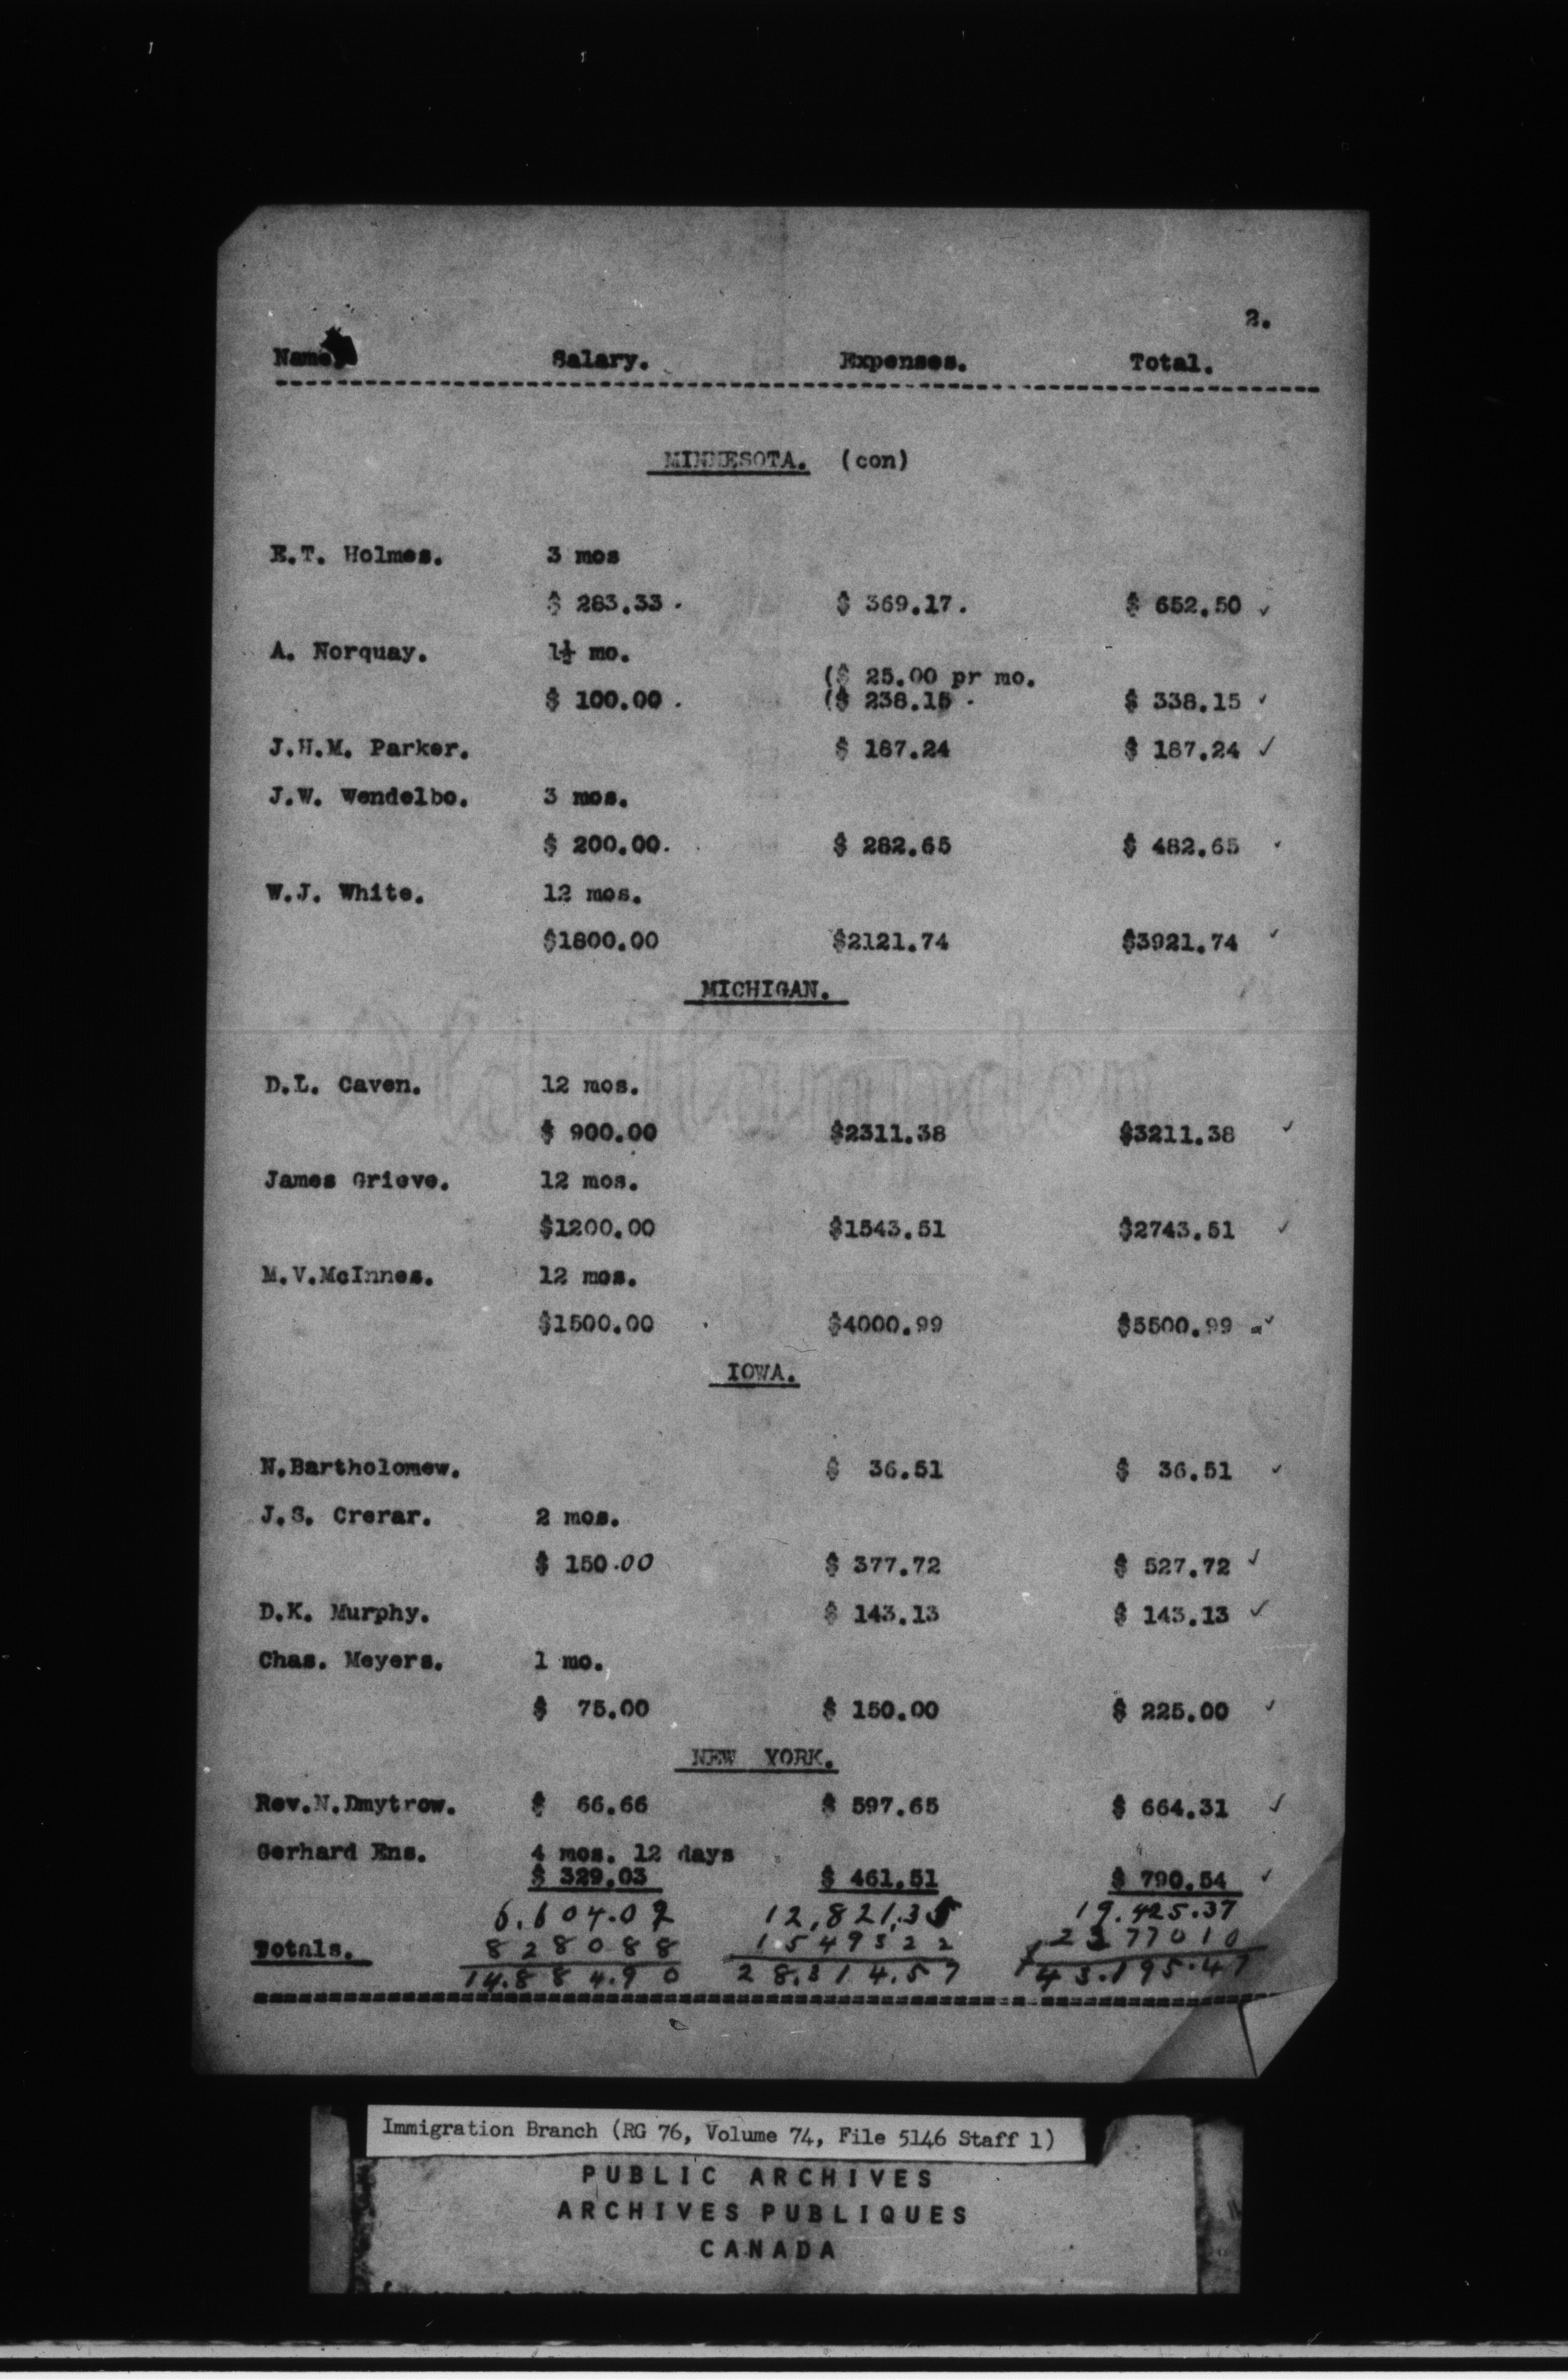 2.
Name. Salary. Expenses. Total.
MINNESOTA. (con)
E.T. Holmes. 3 mos
$ 283.33 . $ 369.17. $ 652.50 ✓
A. Norquay. 1½ mo.
($ 25.00 pr mo.
$ 100.00 . ($ 238.15 . $ 338.15 ✓
J.H.M. Parker. $ 187.24 $ 187.24 ✓
J.W. Wendelbo. 3 mos.
$ 200.00. $ 282.65 $ 482.65 ✓
W.J. White. 12 mos.
$1800.00 $2121.74 $3921.74 ✓
MICHIGAN.
D.L. Caven. 12 mos.
$ 900.00 $2311.38 $3211.38 ✓
James Grieve. 12 mos.
$1200.00 $1543.51 $2743.51 ✓
M.V.McInnes. 12 mos.
$1500.00 $4000.99 $5500.99 ✓
IOWA.
N.Bartholomew. $ 36.51 $ 36.51 ✓
J.S. Crerar. 2 mos.
$ 150.00 $ 377.72 $ 527.72 ✓
D.K. Murphy. $ 143.13 $ 143.13 ✓
Chas. Meyers. 1 mo.
$ 75.00 $ 150.00 $ 225.00 ✓
NEW YORK.
Rev.N.Dmytrow. $ 66.66 $ 597.65 $ 664.31 ✓
Gerhard Ens. 4 mos. 12 days
$ 329.03 $ 461.51 $ 790.54 ✓
6.604.02 12,821.35 19.425.37
Totals. 828088 1549322 2377010
14.884.90 28.314.57 $43.195.47
Immigration Branch (RG 76, Volume 74, File 5146 Staff 1)
PUBLIC ARCHIVES
ARCHIVES PUBLIQUES
CANADA